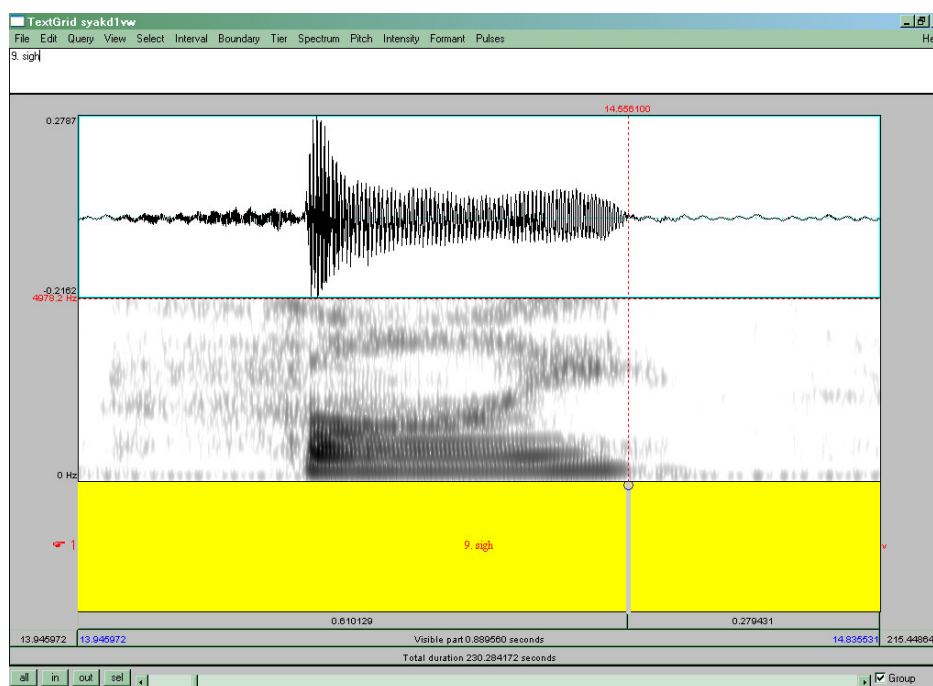 TextGrid syakd1vw
File Edit Query View Select Interval Boundary Tier Spectrum Pitch Intensity Formant Pulses He
9. sigh
14.556100
0.2787
-0.2162
4978.2 Hz
0 Hz
1 9. sigh v
0.610129 0.279431
13.945972 13.945972 Visible part 0.889560 seconds 14.835531 215.44864
Total duration 230.284172 seconds
all in out sel Group